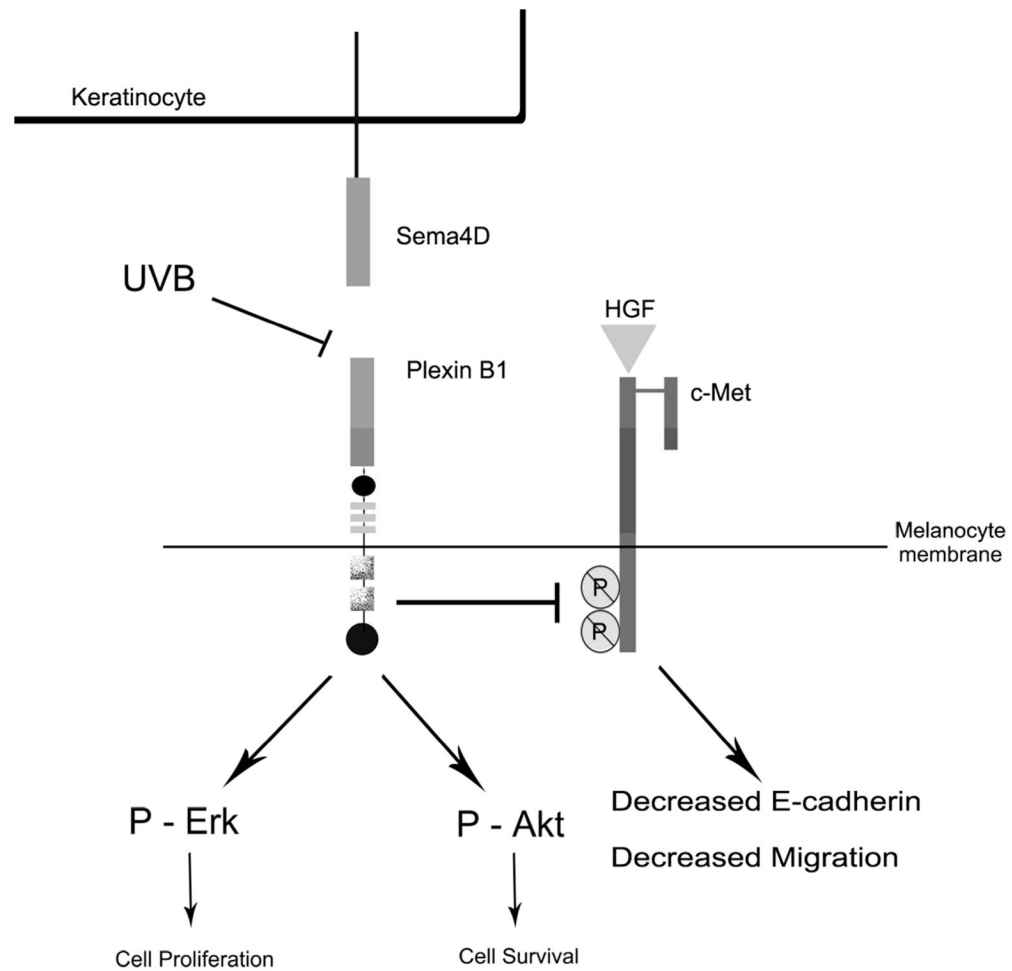 Keratinocyte
Sema4D
UVB
HGF
Plexin B1
c-Met
Melanocyte
membrane
P
P
P - Erk
P - Akt
Decreased E-cadherin
Decreased Migration
Cell Proliferation
Cell Survival